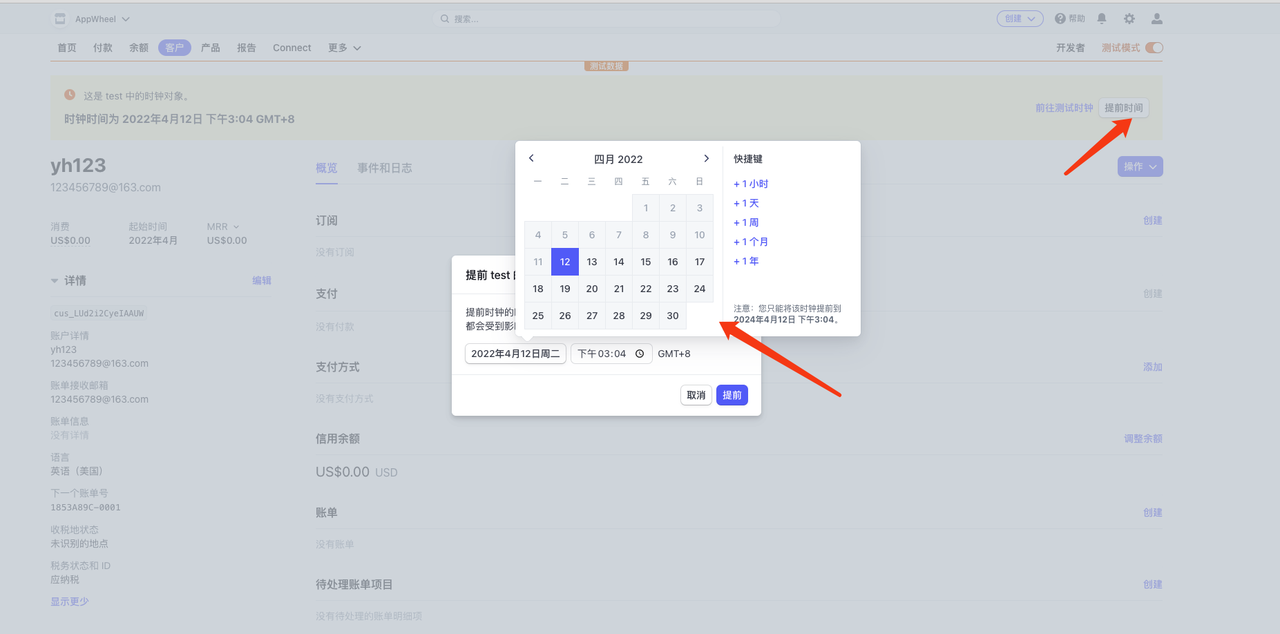 AppWheel
搜索...
创建
帮助
首页
付款
余额
客户
产品
报告
Connect
更多
开发者
测试模式
测试数据
这是 test 中的时钟对象。
时钟时间为 2022年4月12日 下午3:04 GMT+8
前往测试时钟
提前时间
yh123
123456789@163.com
概览
事件和日志
操作
消费
起始时间
MRR
US$0.00
2022年4月
US$0.00
详情
编辑
cus_LUd2i2CyeIAAUW
账户详情
yh123
123456789@163.com
账单接收邮箱
123456789@163.com
账单信息
没有详情
语言
英语（美国）
下一个账单号
1853A89C-0001
收税地状态
未识别的地点
税务状态和 ID
应纳税
显示更少
订阅
创建
没有订阅
支付
创建
没有付款
支付方式
添加
没有支付方式
信用余额
调整余额
US$0.00 USD
账单
创建
没有账单
待处理账单项目
创建
没有待处理的账单明细项
四月 2022
一 二 三 四 五 六 日
1 2 3
4 5 6 7 8 9 10
11 12 13 14 15 16 17
18 19 20 21 22 23 24
25 26 27 28 29 30
快捷键
+ 1 小时
+ 1 天
+ 1 周
+ 1 个月
+ 1 年
注意：您只能将该时钟提前到
2024年4月12日 下午3:04。
提前 test
提前时钟的
都会受到影
2022年4月12日周二
下午03:04
GMT+8
取消
提前